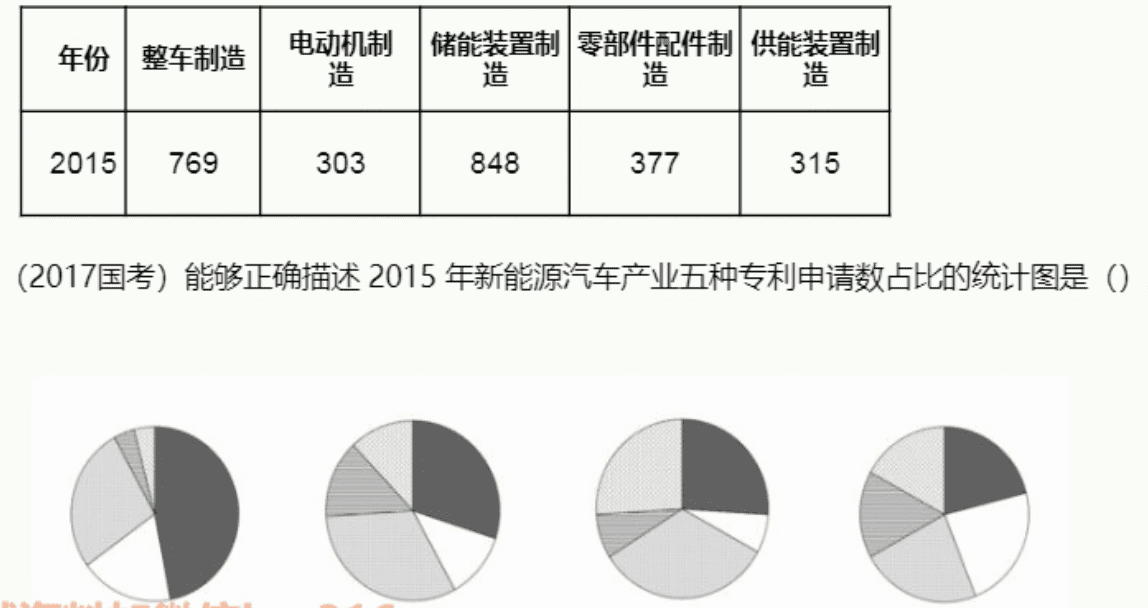 年份 整车制造 电动机制造 储能装置制造 零部件配件制造 供能装置制造
2015 769 303 848 377 315
（2017国考）能够正确描述 2015 年新能源汽车产业五种专利申请数占比的统计图是（）